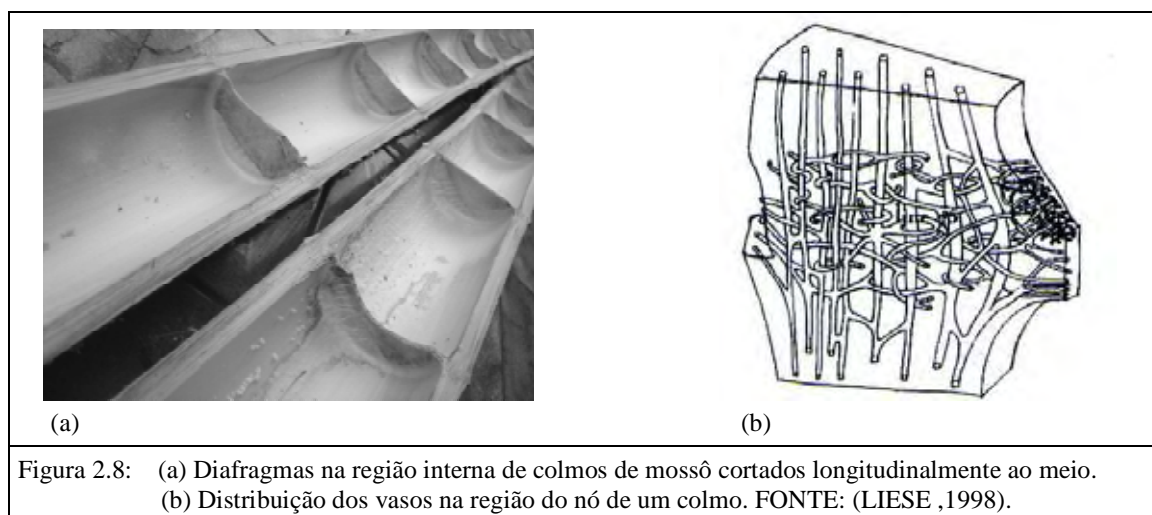 (a)
(b)
Figura 2.8: (a) Diafragmas na região interna de colmos de mossô cortados longitudinalmente ao meio.
(b) Distribuição dos vasos na região do nó de um colmo. FONTE: (LIESE ,1998).